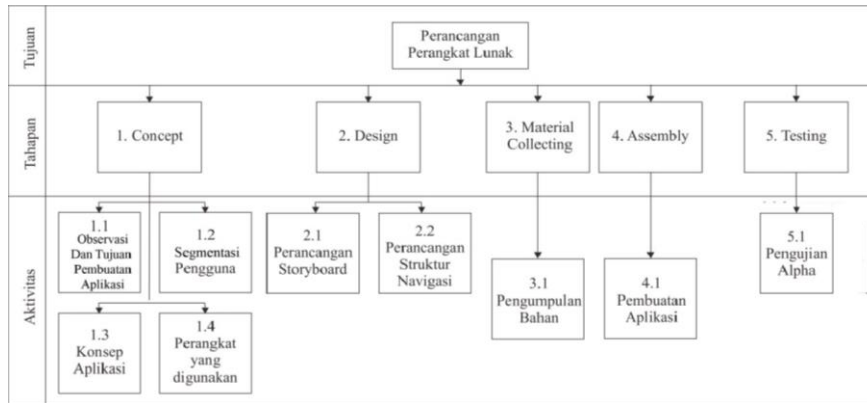 Tujuan
Perancangan
Perangkat Lunak
Tahapan
1. Concept
2. Design
3. Material
Collecting
4. Assembly
5. Testing
Aktivitas
1.1
Observasi
Dan Tujuan
Pembuatan
Aplikasi
1.2
Segmentasi
Pengguna
2.1
Perancangan
Storyboard
2.2
Perancangan
Struktur
Navigasi
3.1
Pengumpulan
Bahan
4.1
Pembuatan
Aplikasi
5.1
Pengujian
Alpha
1.3
Konsep
Aplikasi
1.4
Perangkat
yang
digunakan